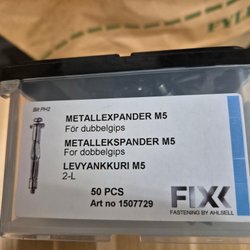 Bit PH2
METALLEXPANDER M5
För dubbelgips
METALLEKSPANDER M5
For dobbelgips
LEVYANKKURI M5
2-L
50 PCS
Art no 1507729
FIXX
FASTENING BY AHLSELL